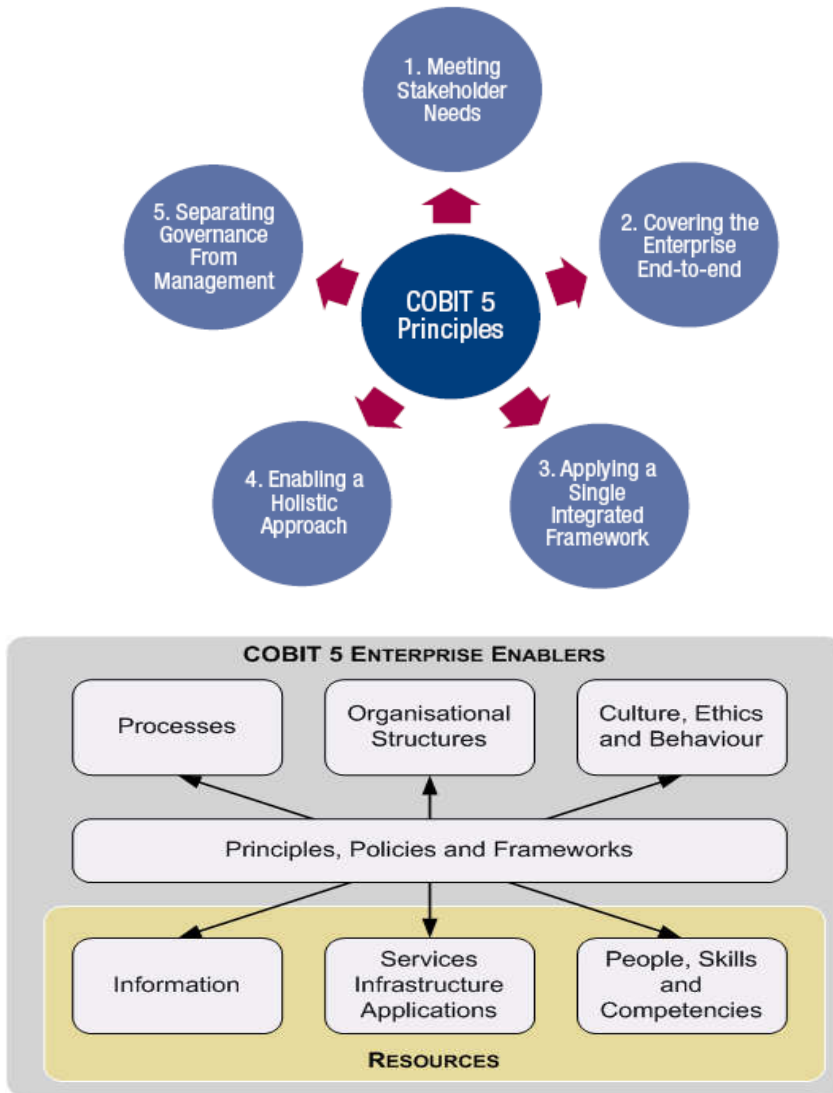 1. Meeting
Stakeholder
Needs
5. Separating
Governance
From
Management
2. Covering the
Enterprise
End-to-end
COBIT 5
Principles
4. Enabling a
Holistic
Approach
3. Applying a
Single
Integrated
Framework
COBIT 5 ENTERPRISE ENABLERS
Processes
Organisational
Structures
Culture, Ethics
and Behaviour
Principles, Policies and Frameworks
Information
Services
Infrastructure
Applications
People, Skills
and
Competencies
RESOURCES